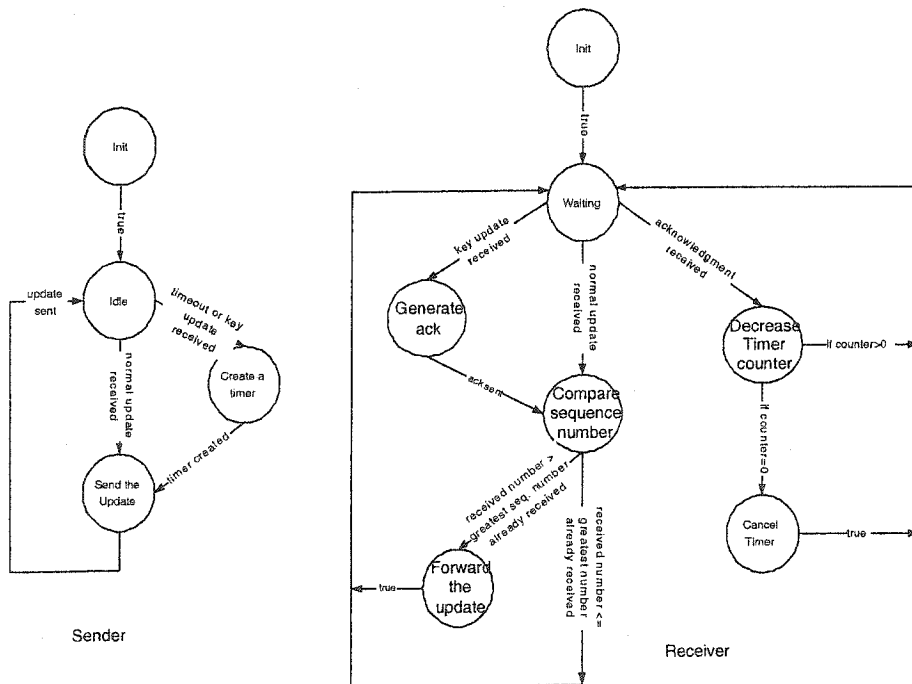 Init
true
Idle
update
sent
timeout or key
update
received
normal update
received
Create a
timer
timer created
Send the
Update
Sender
Init
true
Waiting
key update
received
normal update
received
acknowledgment
received
Generate
ack
ack sent
Compare
sequence
number
Decrease
Timer
counter
if counter>0
if counter=0
Cancel
Timer
true
received number >
greatest seq. number
already received
received number <=
greatest number
already received
Forward
the
update
true
Receiver